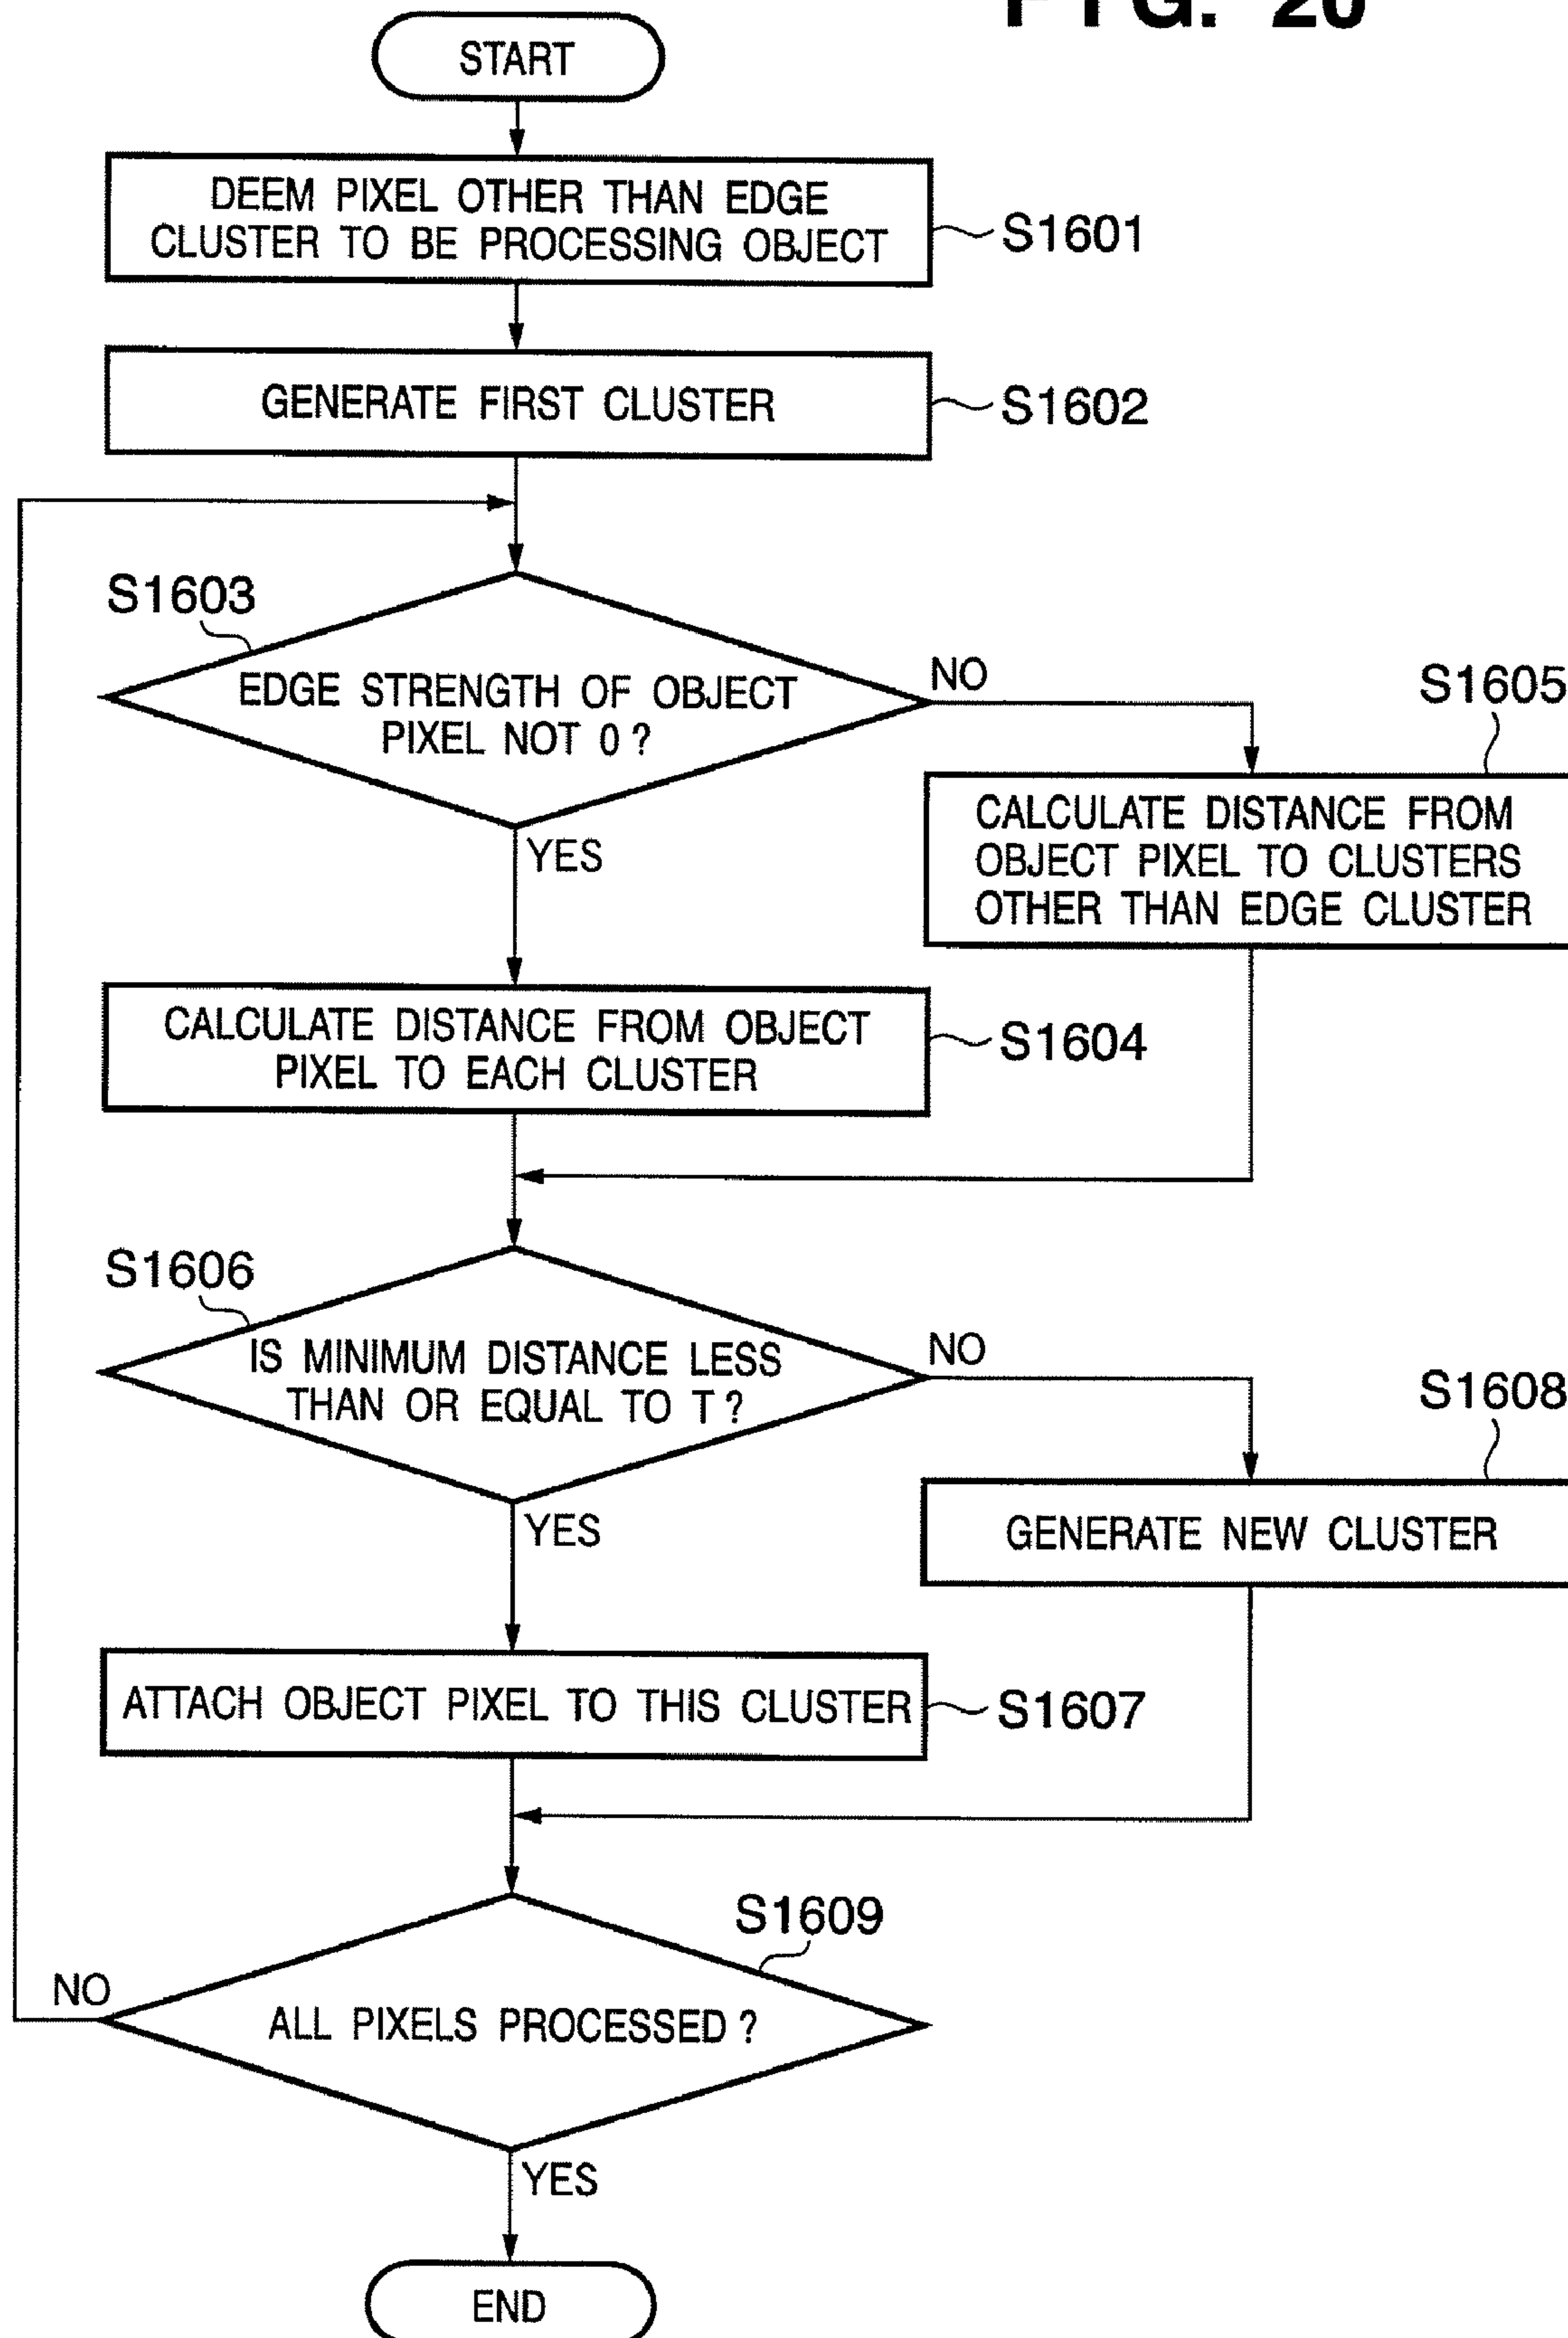 FIG. 20
START
DEEM PIXEL OTHER THAN EDGE
CLUSTER TO BE PROCESSING OBJECT
S1601
GENERATE FIRST CLUSTER
S1602
S1603
EDGE STRENGTH OF OBJECT
PIXEL NOT 0?
NO
YES
S1605
CALCULATE DISTANCE FROM
OBJECT PIXEL TO CLUSTERS
OTHER THAN EDGE CLUSTER
CALCULATE DISTANCE FROM OBJECT
PIXEL TO EACH CLUSTER
S1604
S1606
IS MINIMUM DISTANCE LESS
THAN OR EQUAL TO T?
NO
YES
S1608
GENERATE NEW CLUSTER
ATTACH OBJECT PIXEL TO THIS CLUSTER
S1607
S1609
ALL PIXELS PROCESSED?
NO
YES
END